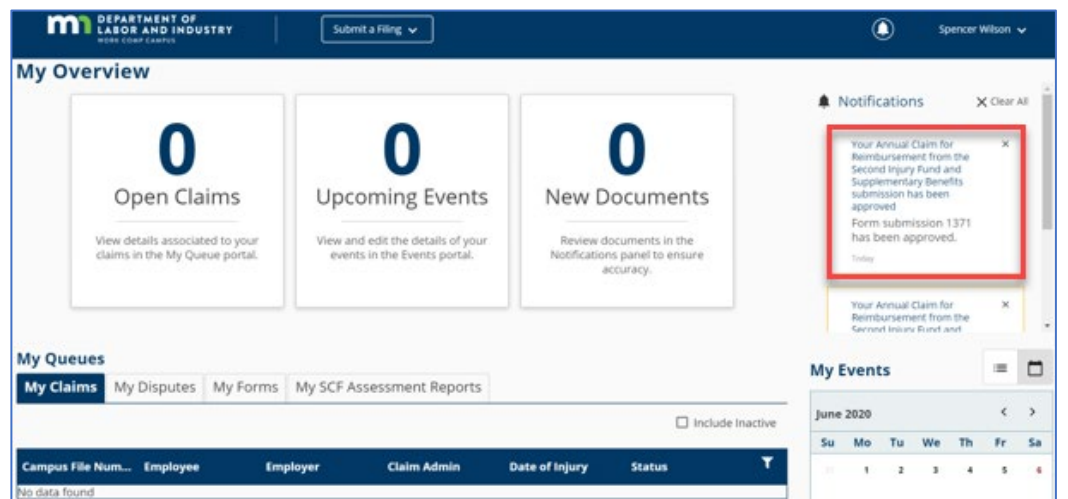 DEPARTMENT OF
LABOR AND INDUSTRY
WORK COMP CAMPUS
Submit a Filing
Spencer Wilson
My Overview
0
Open Claims
View details associated to your
claims in the My Queue portal.
0
Upcoming Events
View and edit the details of your
events in the Events portal.
0
New Documents
Review documents in the
Notifications panel to ensure
accuracy.
Notifications
Clear All
Your Annual Claim for
Reimbursement from the
Second Injury Fund and
Supplementary Benefits
submission has been
approved
Form submission 1371
has been approved.
Today
Your Annual Claim for
Reimbursement from the
Second Injury Fund and
My Queues
My Claims My Disputes My Forms My SCF Assessment Reports
Include Inactive
Campus File Num... Employee Employer Claim Admin Date of Injury Status
No data found
My Events
June 2020
Su Mo Tu We Th Fr Sa
31 1 2 3 4 5 6